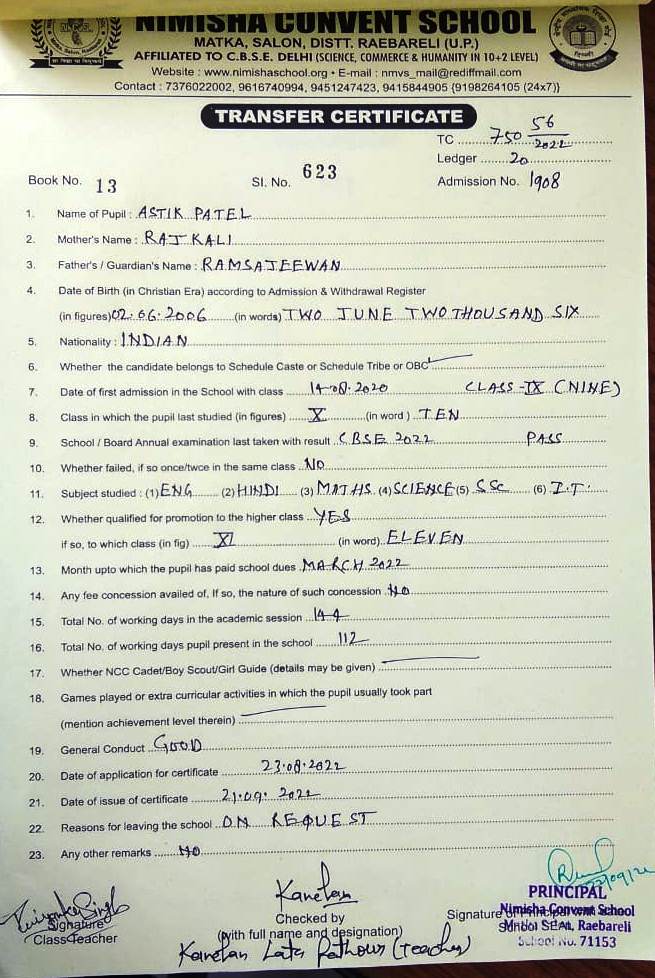 NIMISHA CONVENT SCHOOL
MATKA, SALON, DISTT. RAEBARELI (U.P.)
AFFILIATED TO C.B.S.E. DELHI (SCIENCE, COMMERCE & HUMANITY IN 10+2 LEVEL)
Website : www.nimishaschool.org • E-mail : nmvs_mail@rediffmail.com
Contact : 7376022002, 9616740994, 9451247423, 9415844905 {9198264105 (24x7)}
TRANSFER CERTIFICATE
TC 750 56/2022
Ledger 20
Book No. 13 Sl. No. 623 Admission No. 1908
1. Name of Pupil : ASTIK PATEL
2. Mother's Name : RAJKALI
3. Father's / Guardian's Name : RAMSAJEEWAN
4. Date of Birth (in Christian Era) according to Admission & Withdrawal Register
(in figures) 02.06.2006 (in words) TWO JUNE TWO THOUSAND SIX
5. Nationality : INDIAN
6. Whether the candidate belongs to Schedule Caste or Schedule Tribe or OBC
7. Date of first admission in the School with class 14.08.2020 CLASS-IX (NINE)
8. Class in which the pupil last studied (in figures) X (in word) TEN
9. School / Board Annual examination last taken with result CBSE 2022 PASS
10. Whether failed, if so once/twce in the same class NO
11. Subject studied : (1) ENG (2) HINDI (3) MATHS (4) SCIENCE (5) SSC (6) I.T.
12. Whether qualified for promotion to the higher class YES
if so, to which class (in fig) XI (in word) ELEVEN
13. Month upto which the pupil has paid school dues MARCH 2022
14. Any fee concession availed of, If so, the nature of such concession NO
15. Total No. of working days in the academic session 144
16. Total No. of working days pupil present in the school 112
17. Whether NCC Cadet/Boy Scout/Girl Guide (details may be given)
18. Games played or extra curricular activities in which the pupil usually took part
(mention achievement level therein)
19. General Conduct GOOD
20. Date of application for certificate 23.08.2022
21. Date of issue of certificate 21.09.2022
22. Reasons for leaving the school ON REQUEST
23. Any other remarks NO
Priyanka Singh
Signature
Class Teacher
Kanchan
Checked by
(with full name and designation)
Kanchan Lata Rathour (Teacher)
PRINCIPAL
Signature of Principal
Nimisha Convent School
Salon, Raebareli
School No. 71153